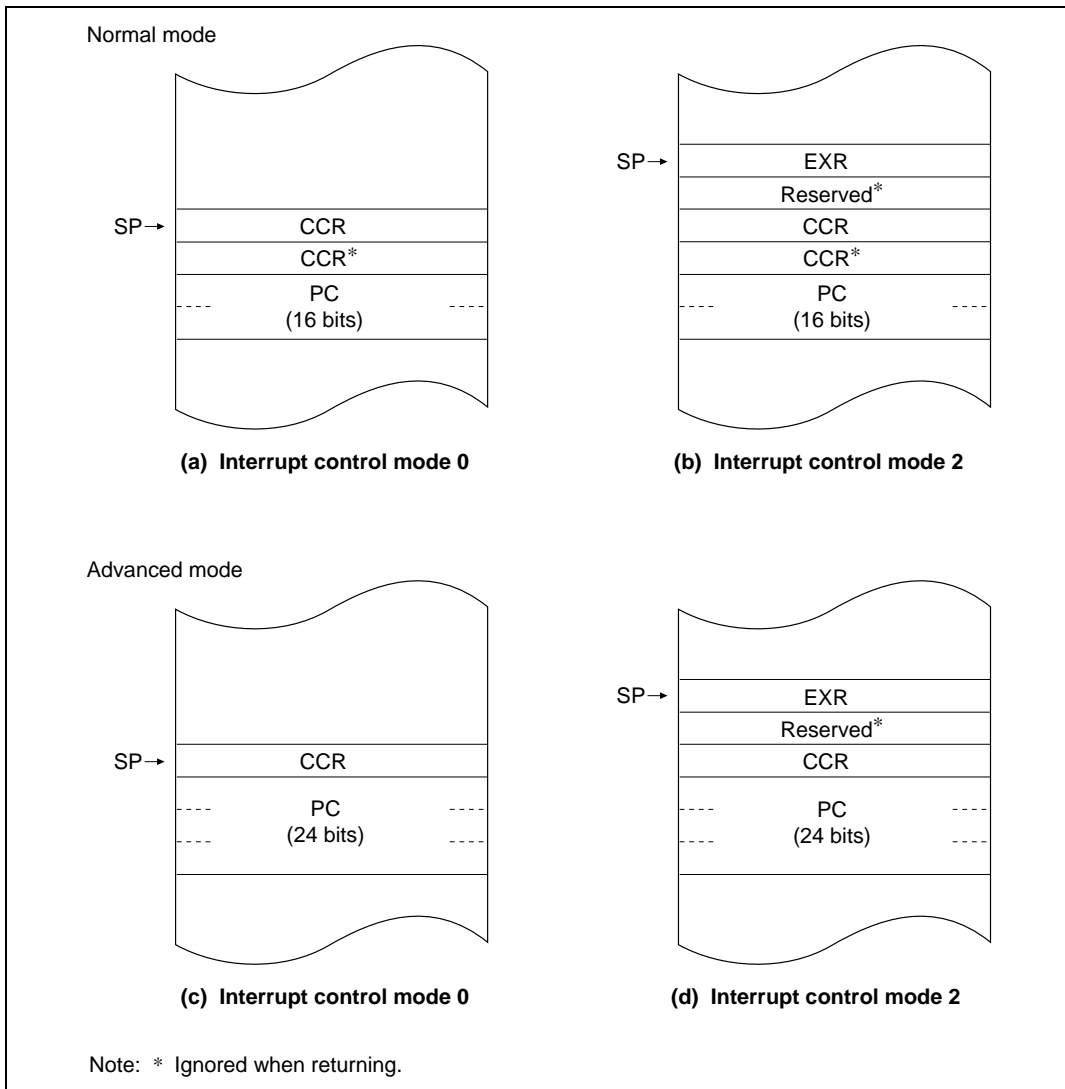 Normal mode
SP→ CCR
CCR*
PC
(16 bits)
(a) Interrupt control mode 0
SP→ EXR
Reserved*
CCR
CCR*
PC
(16 bits)
(b) Interrupt control mode 2
Advanced mode
SP→ CCR
PC
(24 bits)
(c) Interrupt control mode 0
SP→ EXR
Reserved*
CCR
PC
(24 bits)
(d) Interrupt control mode 2
Note: * Ignored when returning.